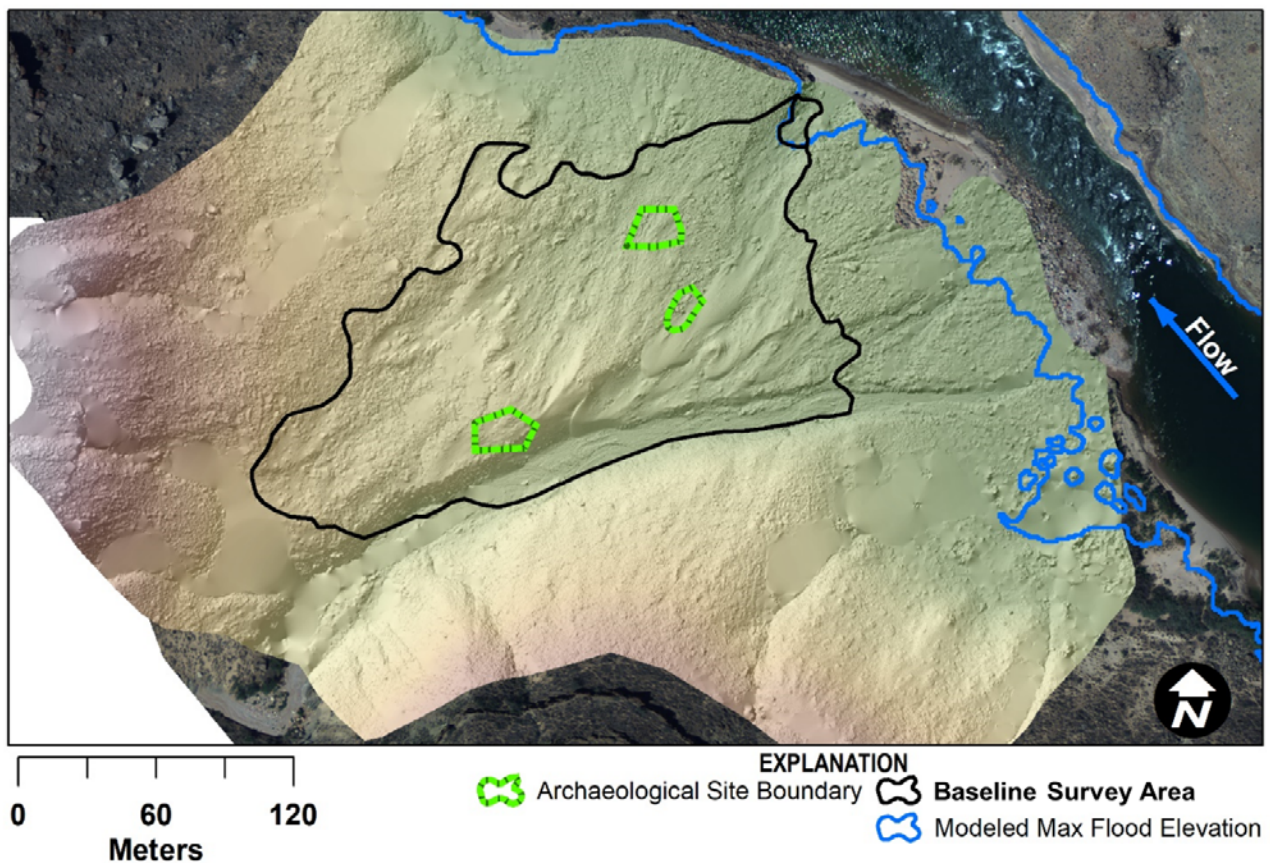 Flow
N
EXPLANATION
Archaeological Site Boundary
Baseline Survey Area
Modeled Max Flood Elevation
0 60 120
Meters